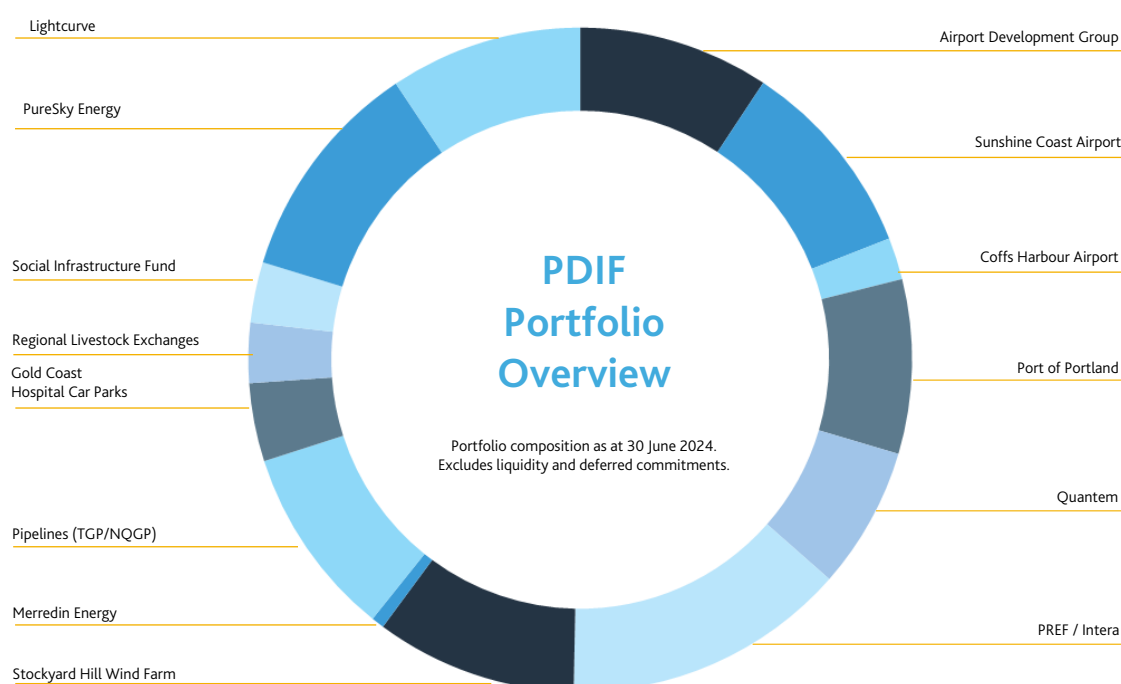 Lightcurve
PureSky Energy
Social Infrastructure Fund
Regional Livestock Exchanges
Gold Coast
Hospital Car Parks
Pipelines (TGP/NQGP)
Merredin Energy
Stockyard Hill Wind Farm
PDIF
Portfolio
Overview
Portfolio composition as at 30 June 2024.
Excludes liquidity and deferred commitments.
Airport Development Group
Sunshine Coast Airport
Coffs Harbour Airport
Port of Portland
Quantem
PREF / Intera